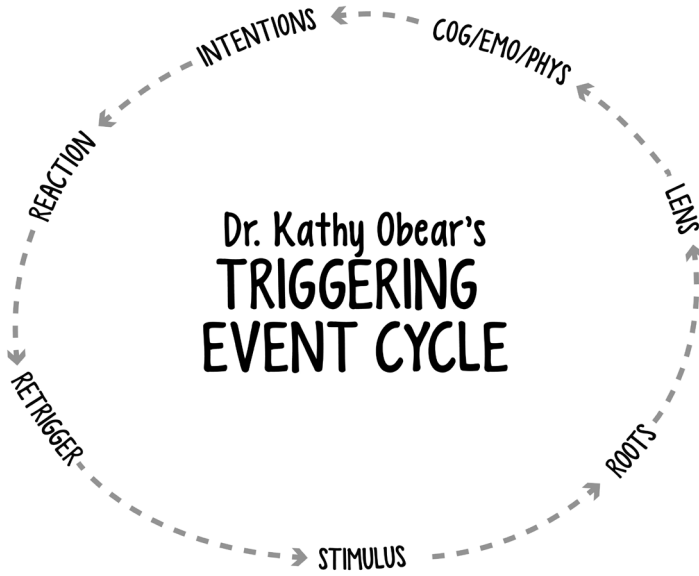 INTENTIONS
COG/EMO/PHYS
REACTION
LENS
Dr. Kathy Obear's
TRIGGERING
EVENT CYCLE
RETRIGGER
ROOTS
STIMULUS